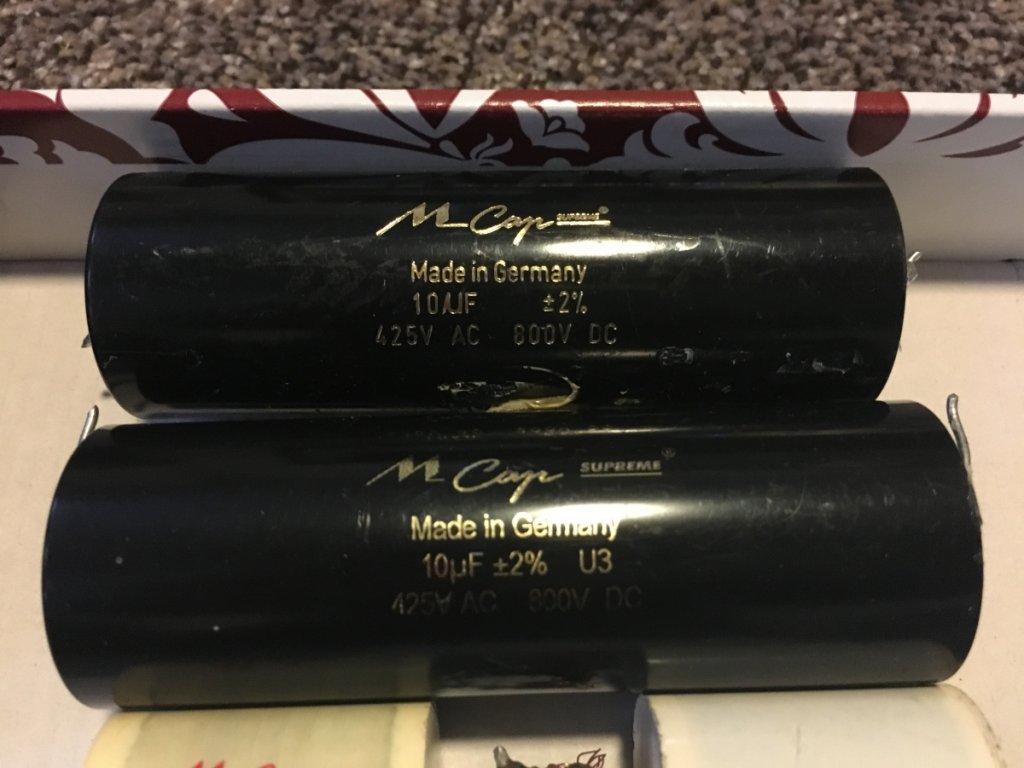 M Cap SUPREME®
Made in Germany
10µF ±2%
425V AC 800V DC
M Cap SUPREME®
Made in Germany
10µF ±2% U3
425V AC 800V DC